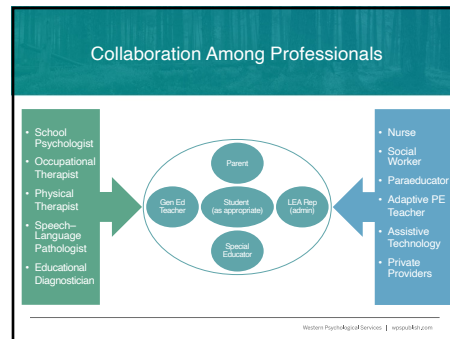 Collaboration Among Professionals
• School
Psychologist
• Occupational
Therapist
• Physical
Therapist
• Speech–
Language
Pathologist
• Educational
Diagnostician
Parent
Gen Ed
Teacher
Student
(as appropriate)
LEA Rep
(admin)
Special
Educator
• Nurse
• Social
Worker
• Paraeducator
• Adaptive PE
Teacher
• Assistive
Technology
• Private
Providers
Western Psychological Services | wpspublish.com